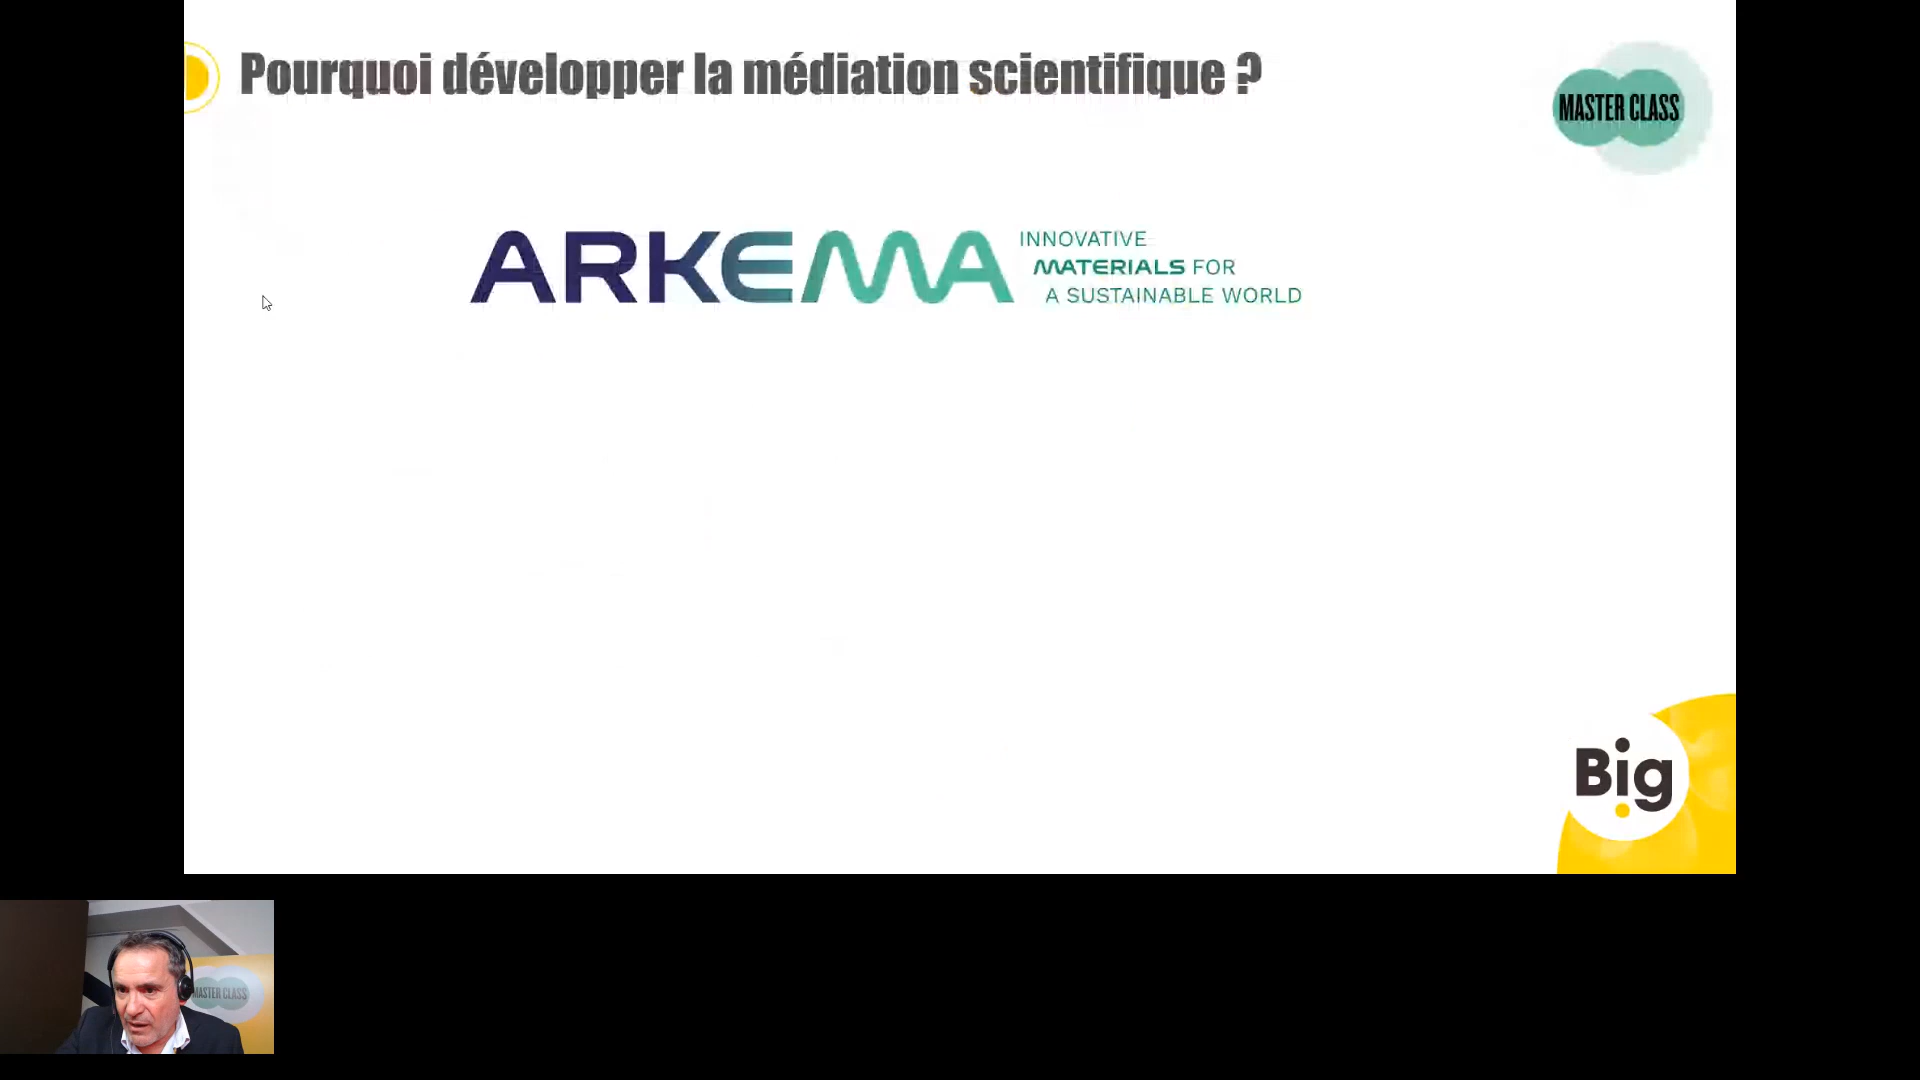 Pourquoi développer la médiation scientifique ?
MASTER CLASS
ARKEMA
INNOVATIVE
MATERIALS FOR
A SUSTAINABLE WORLD
Big
MASTER CLASS